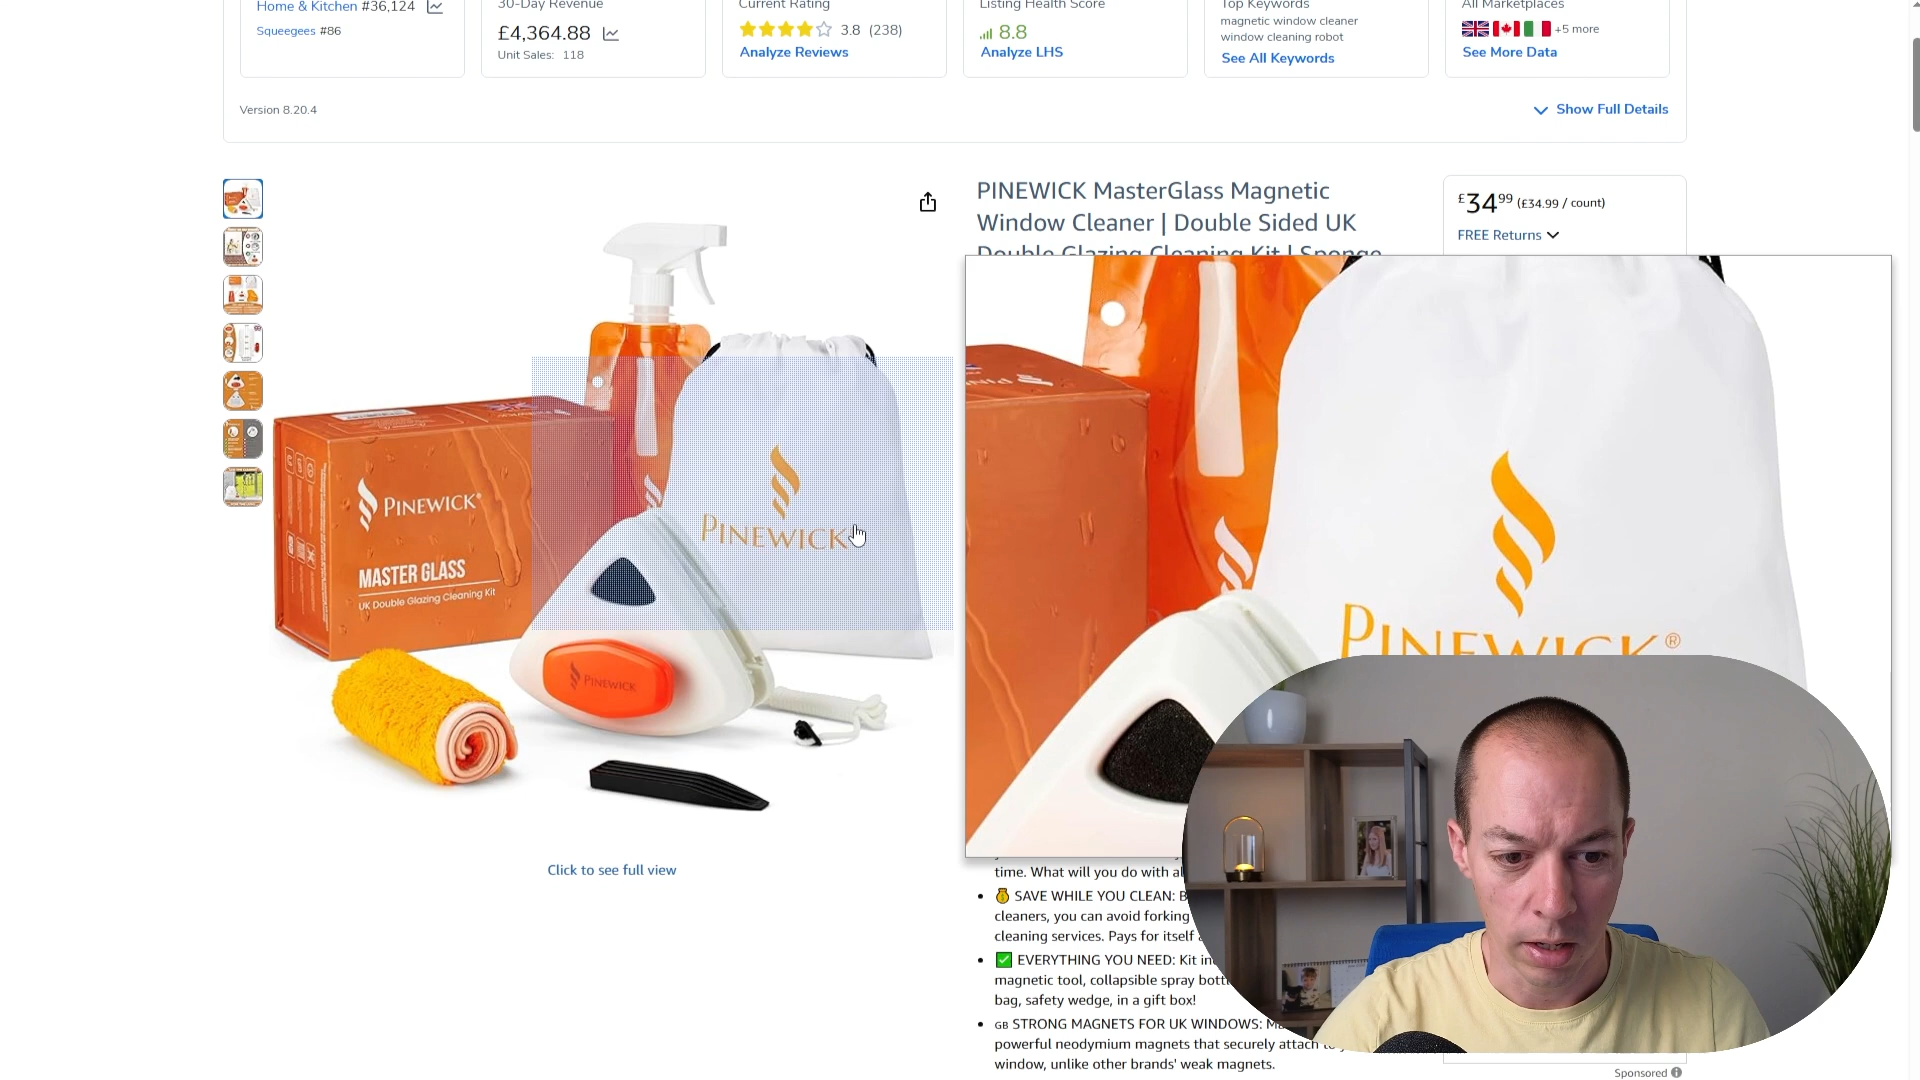 Home & Kitchen #36,124
Squeegees #86
30-Day Revenue
£4,364.88
Unit Sales: 118
Current Rating
3.8 (238)
Analyze Reviews
Listing Health Score
8.8
Analyze LHS
Top Keywords
magnetic window cleaner
window cleaning robot
See All Keywords
All Marketplaces
+5 more
See More Data
Version 8.20.4
Show Full Details
PINEWICK MasterGlass Magnetic
Window Cleaner | Double Sided UK
Double Glazing Cleaning Kit | Sponge
£34.99 (£34.99 / count)
FREE Returns
PINEWICK®
MASTER GLASS
UK Double Glazing Cleaning Kit
PINEWICK
PINEWICK
PINEWICK®
Click to see full view
time. What will you do with al
SAVE WHILE YOU CLEAN: B
cleaners, you can avoid forking
cleaning services. Pays for itself
EVERYTHING YOU NEED: Kit in
magnetic tool, collapsible spray bott
bag, safety wedge, in a gift box!
GB STRONG MAGNETS FOR UK WINDOWS: M
powerful neodymium magnets that securely attach to
window, unlike other brands' weak magnets.
Sponsored